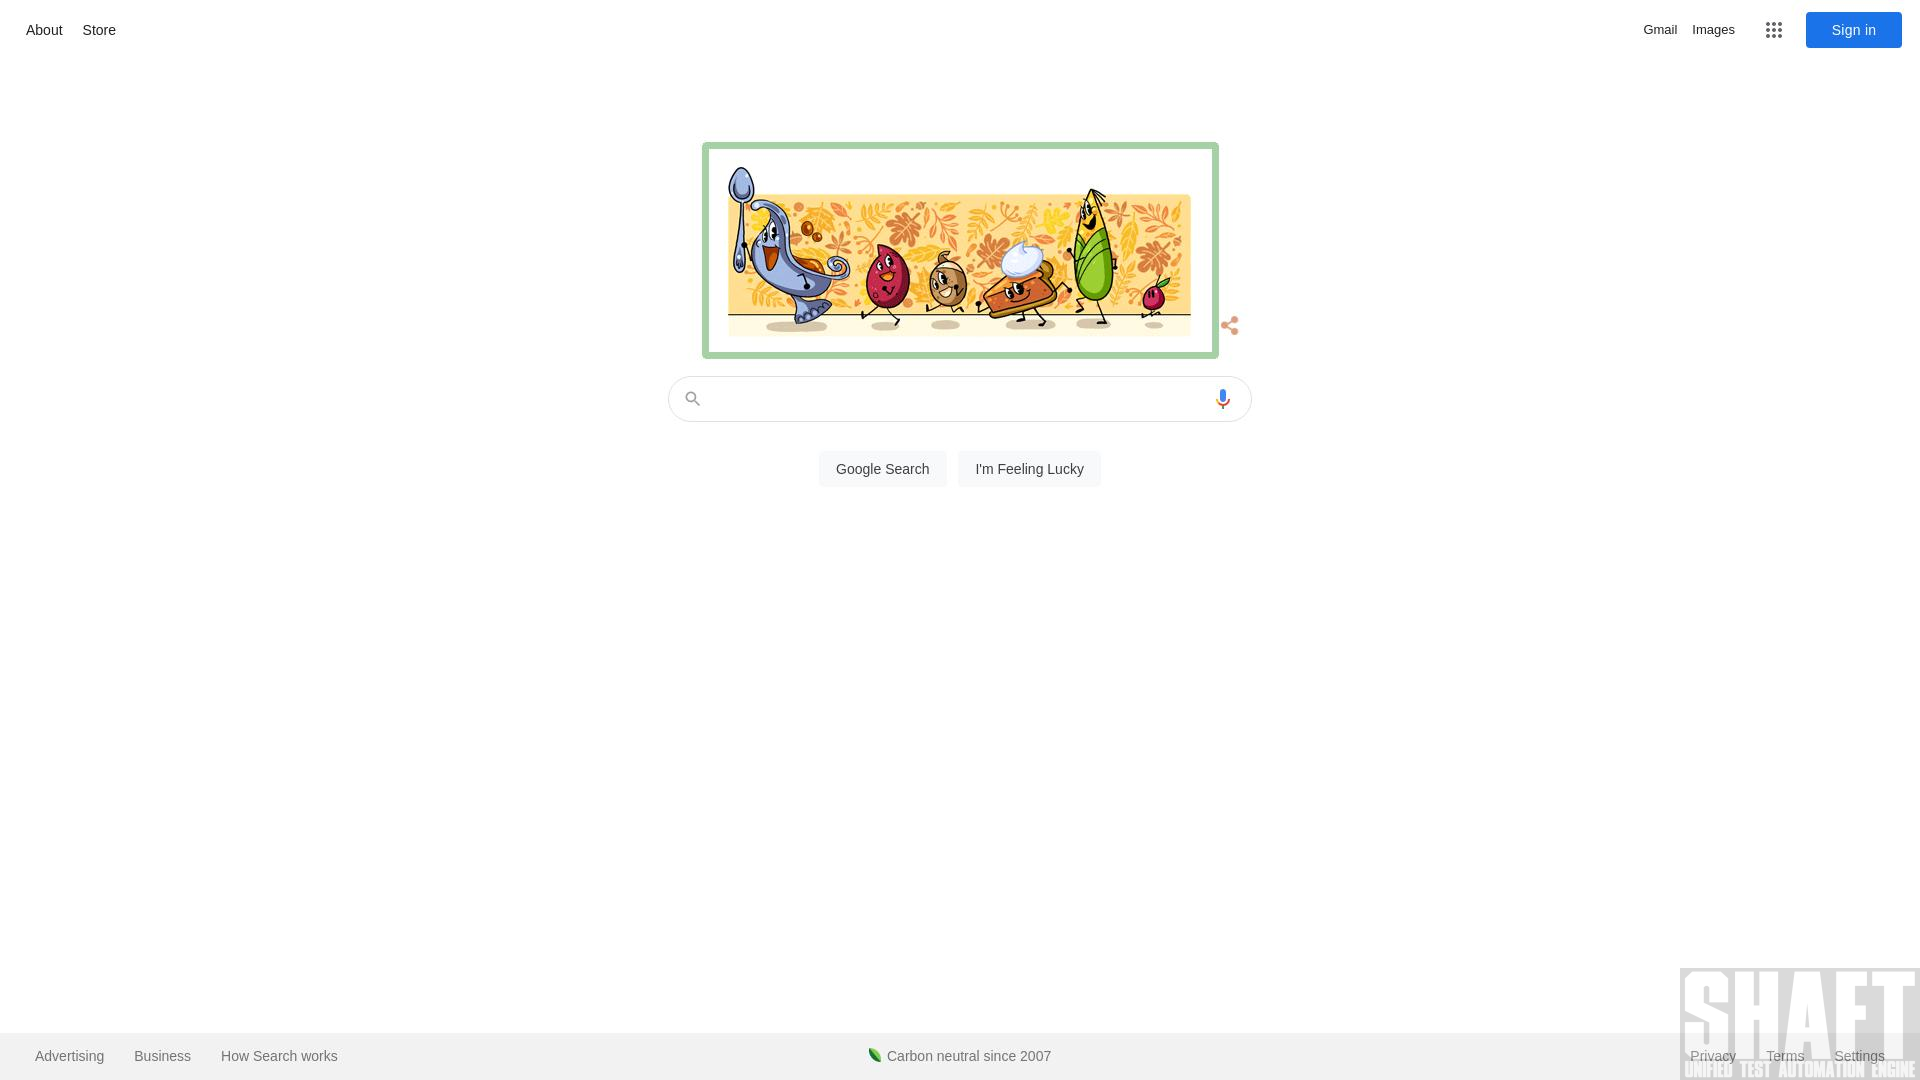 About Store
Gmail Images Sign in
Google Search I'm Feeling Lucky
SHAFT
UNIFIED TEST AUTOMATION ENGINE
Advertising Business How Search works
Carbon neutral since 2007
Privacy Terms Settings